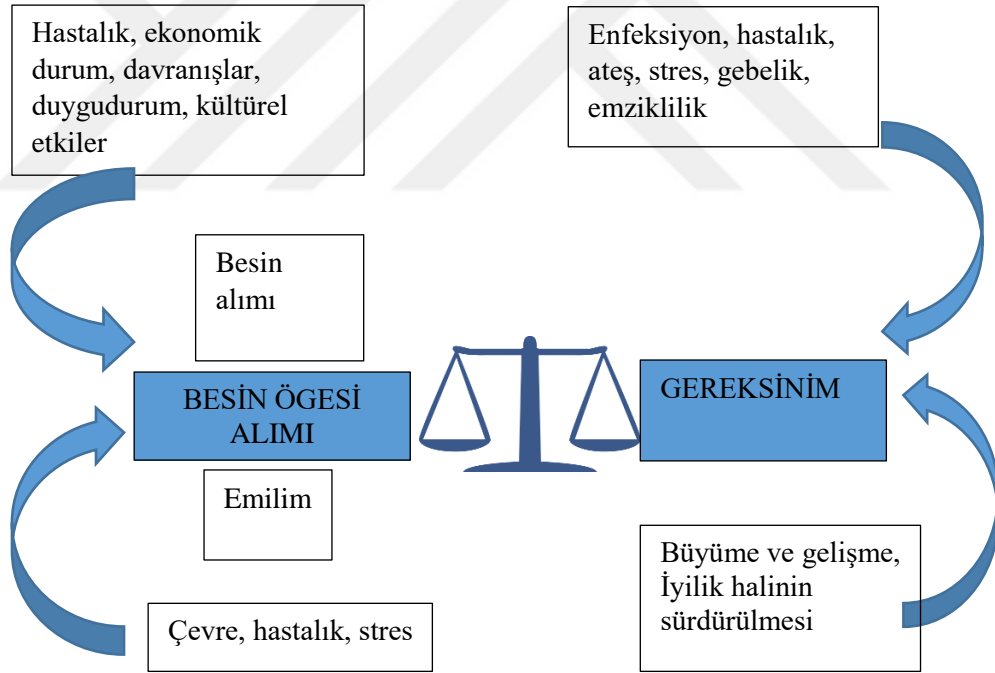 Hastalık, ekonomik
durum, davranışlar,
duygudurum, kültürel
etkiler
Enfeksiyon, hastalık,
ateş, stres, gebelik,
emziklilik
Besin
alımı
BESİN ÖGESİ
ALIMI
GEREKSİNİM
Emilim
Büyüme ve gelişme,
İyilik halinin
sürdürülmesi
Çevre, hastalık, stres